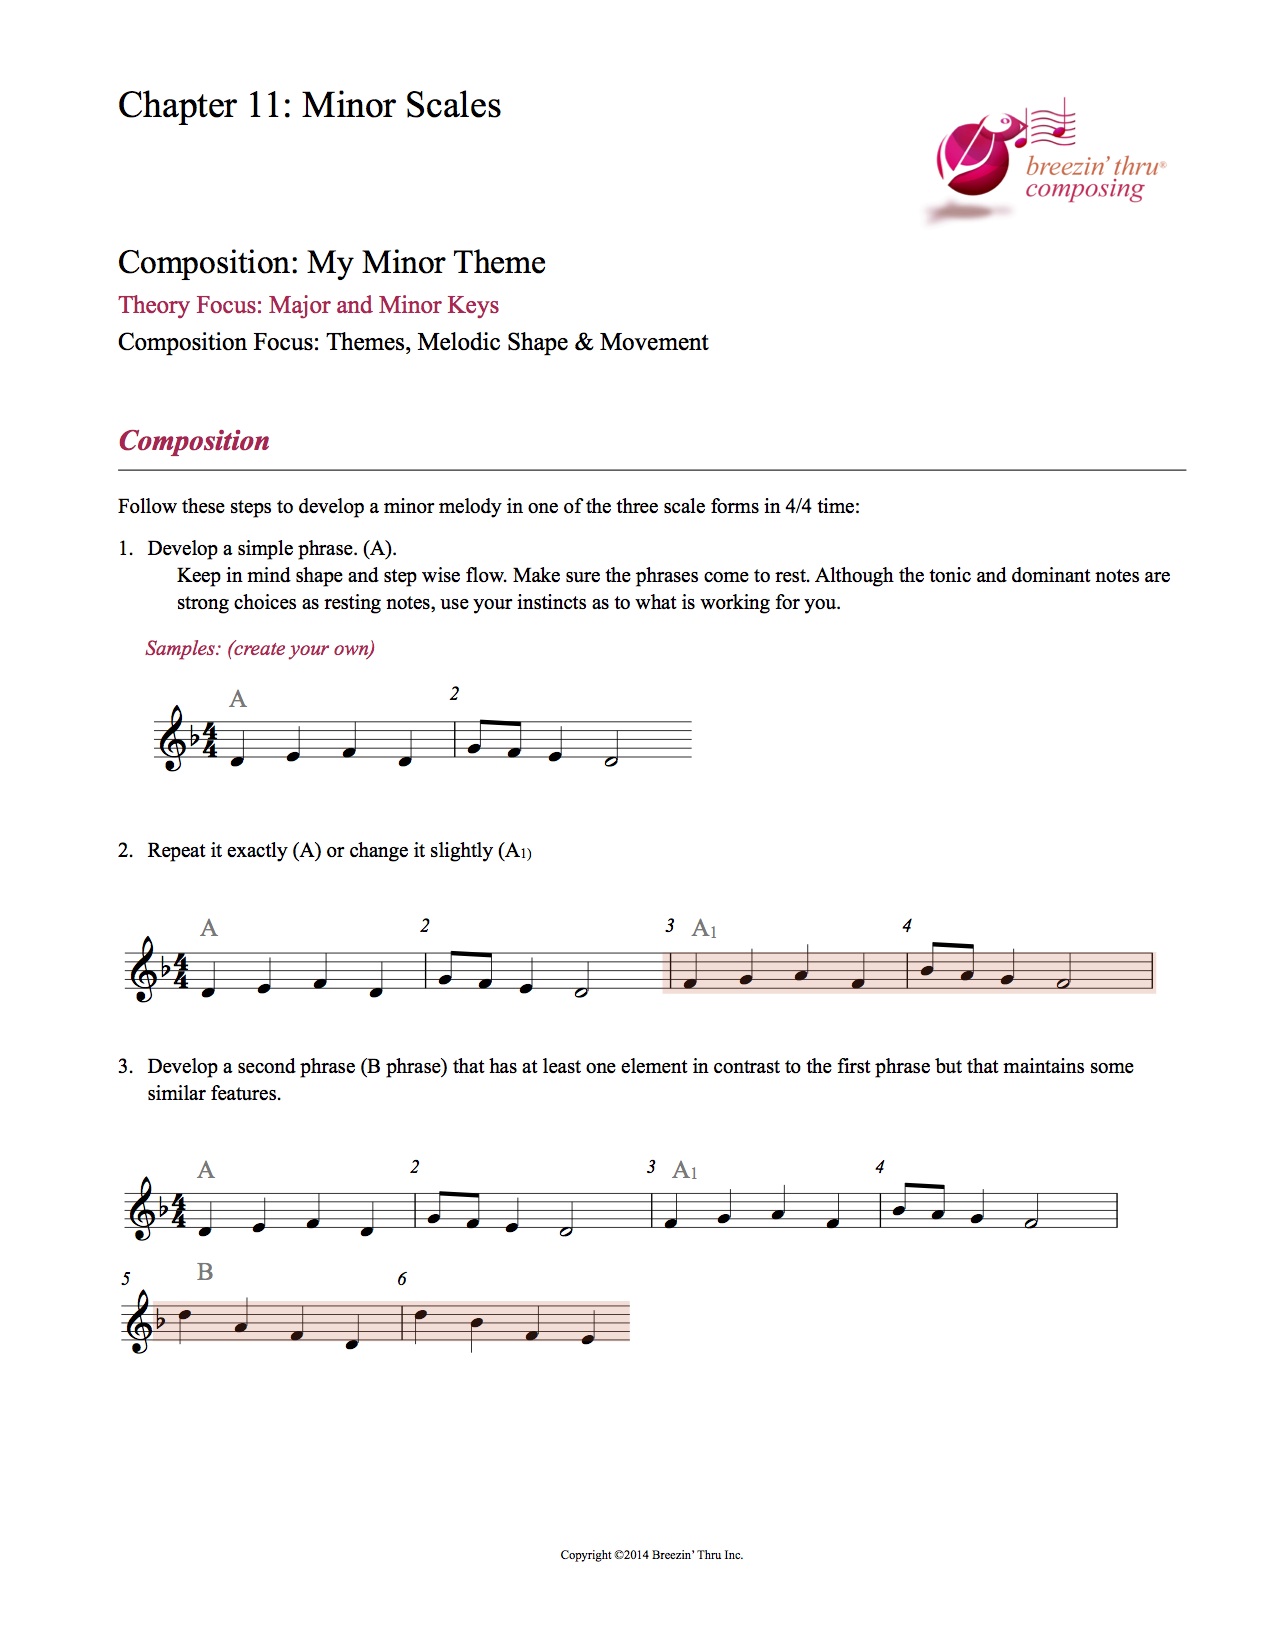 Chapter 11: Minor Scales
breezin' thru®
composing
Composition: My Minor Theme
Theory Focus: Major and Minor Keys
Composition Focus: Themes, Melodic Shape & Movement
Composition
Follow these steps to develop a minor melody in one of the three scale forms in 4/4 time:
1. Develop a simple phrase. (A).
Keep in mind shape and step wise flow. Make sure the phrases come to rest. Although the tonic and dominant notes are
strong choices as resting notes, use your instincts as to what is working for you.
Samples: (create your own)
A 2
4
4
2. Repeat it exactly (A) or change it slightly (A1)
A 2 3 A1 4
4
4
3. Develop a second phrase (B phrase) that has at least one element in contrast to the first phrase but that maintains some
similar features.
A 2 3 A1 4
4
4
5 B 6
Copyright ©2014 Breezin' Thru Inc.